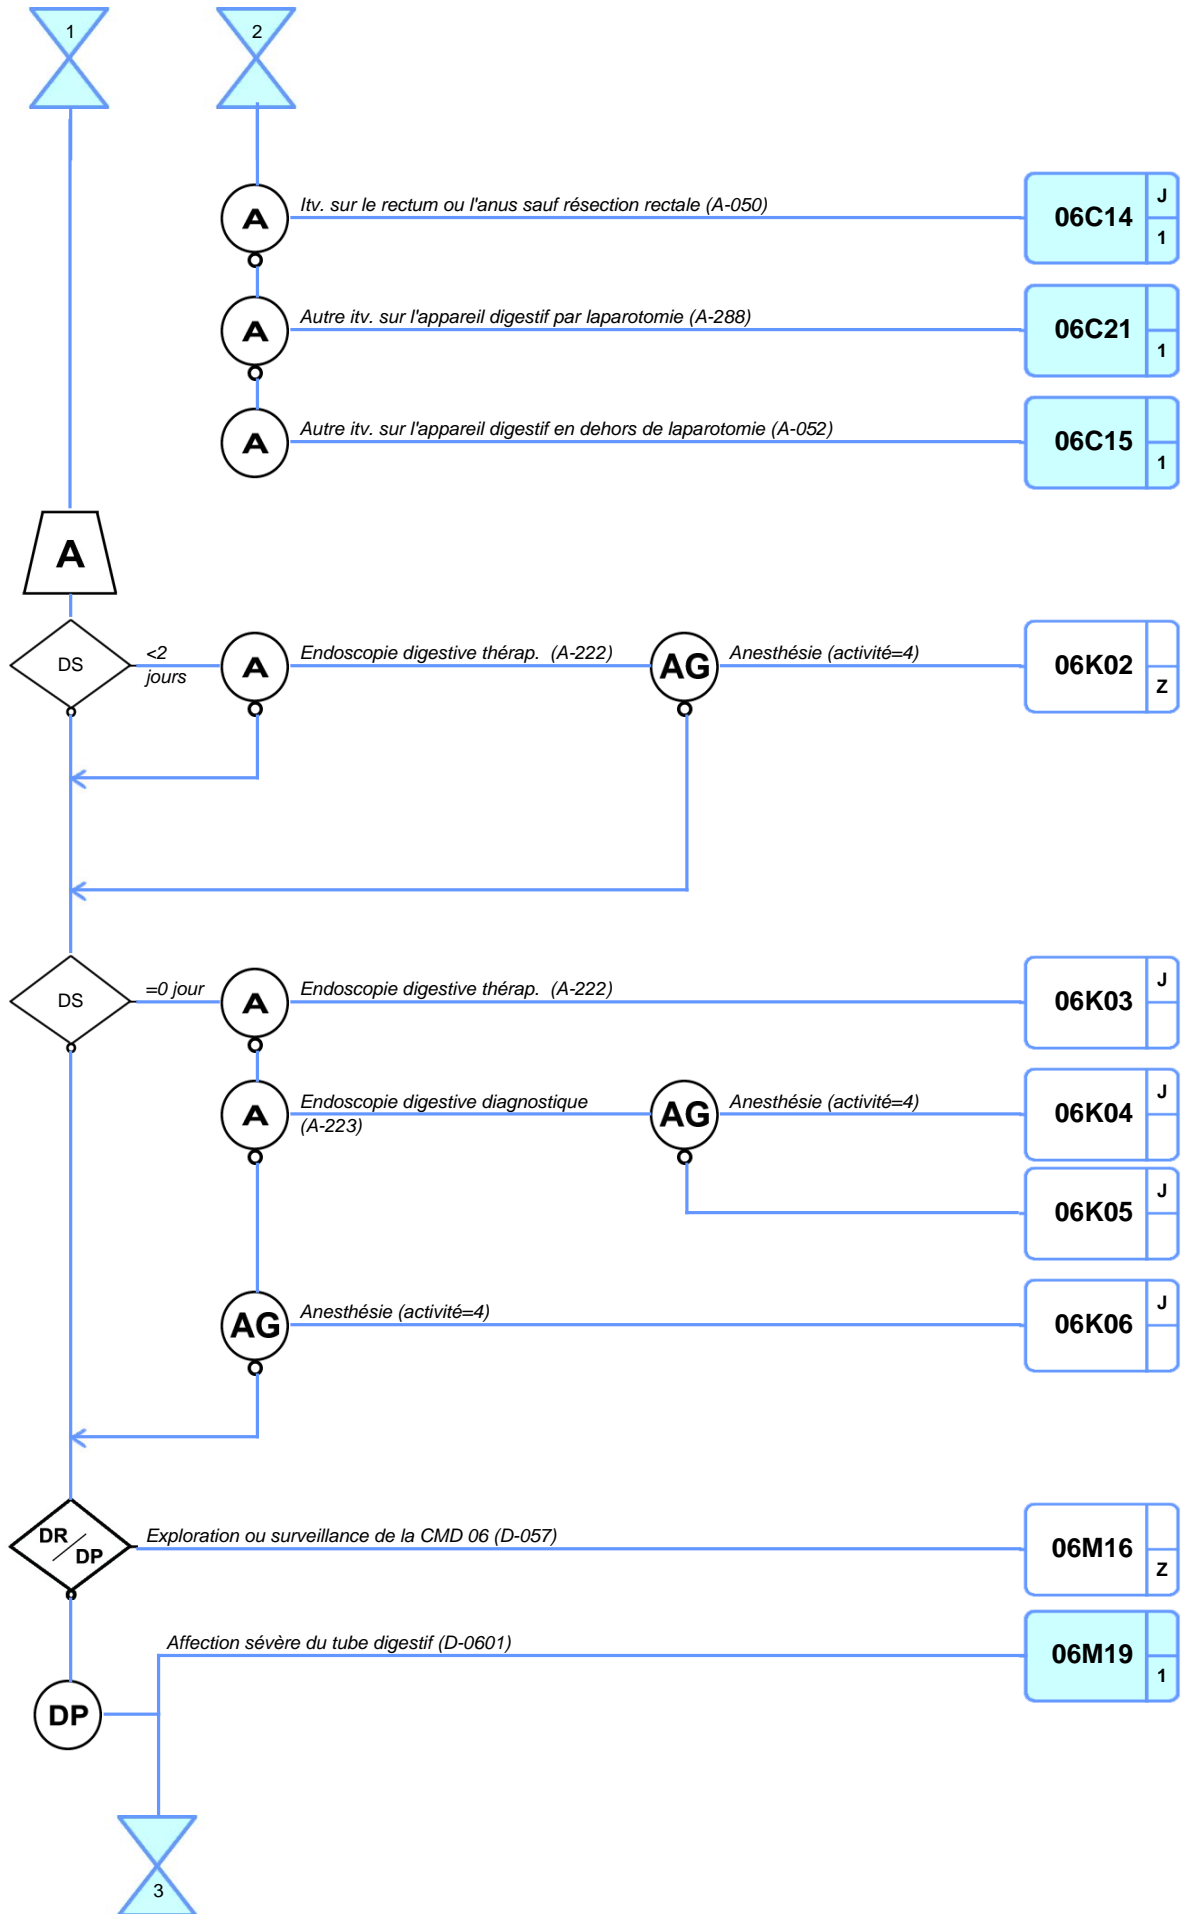 1
2
A
Itv. sur le rectum ou l'anus sauf résection rectale (A-050)
06C14
J
1
A
Autre itv. sur l'appareil digestif par laparotomie (A-288)
06C21
1
A
Autre itv. sur l'appareil digestif en dehors de laparotomie (A-052)
06C15
1
A
DS
<2
jours
A
Endoscopie digestive thérap. (A-222)
AG
Anesthésie (activité=4)
06K02
Z
DS
=0 jour
A
Endoscopie digestive thérap. (A-222)
06K03
J
A
Endoscopie digestive diagnostique
(A-223)
AG
Anesthésie (activité=4)
06K04
J
06K05
J
AG
Anesthésie (activité=4)
06K06
J
DR
DP
Exploration ou surveillance de la CMD 06 (D-057)
06M16
Z
Affection sévère du tube digestif (D-0601)
06M19
1
DP
3